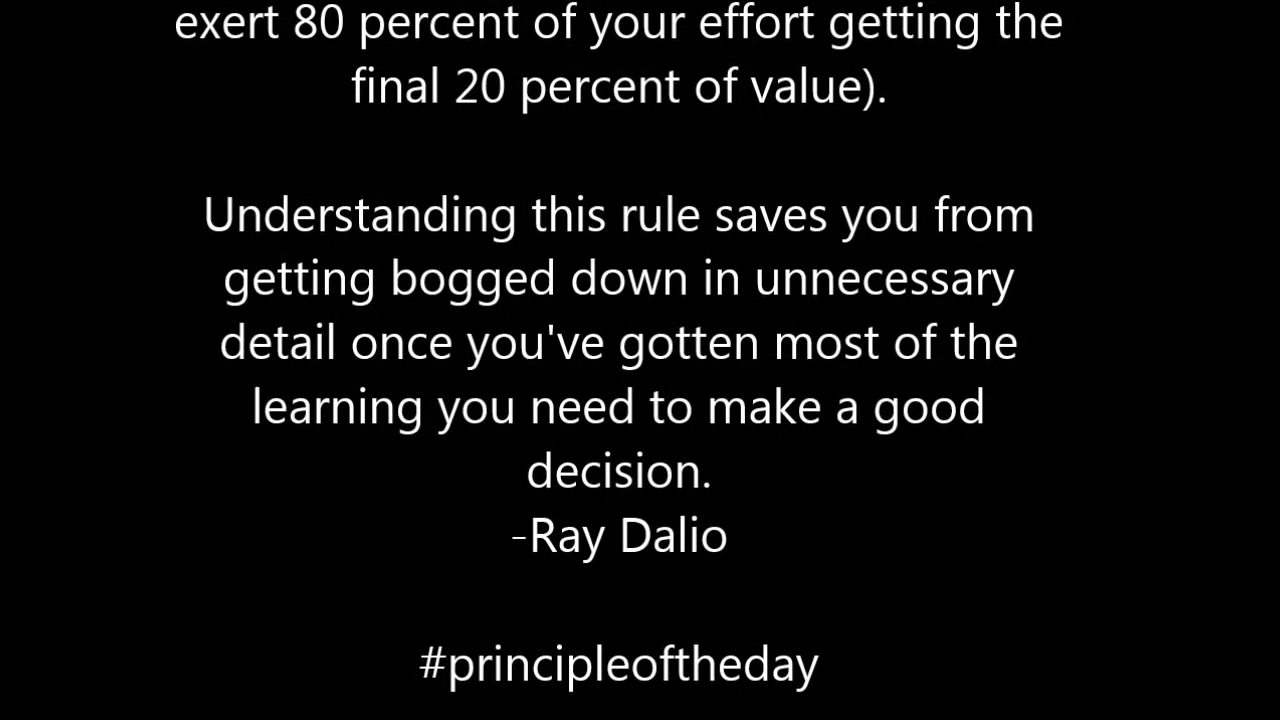 exert 80 percent of your effort getting the
final 20 percent of value).
Understanding this rule saves you from
getting bogged down in unnecessary
detail once you've gotten most of the
learning you need to make a good
decision.
-Ray Dalio
#principleoftheday